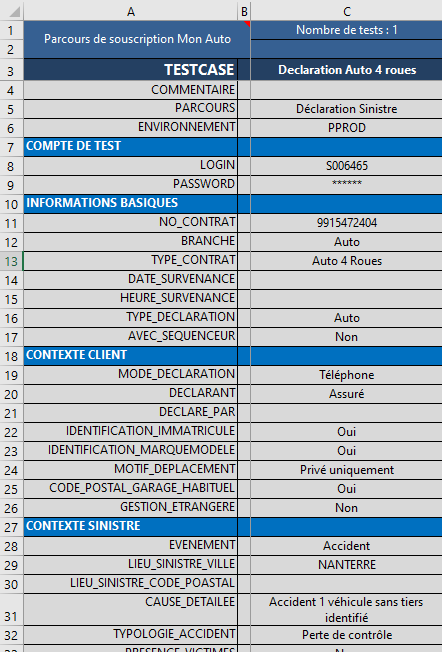 A B C
1 Parcours de souscription Mon Auto Nombre de tests : 1
2
3 TESTCASE Declaration Auto 4 roues
4 COMMENTAIRE
5 PARCOURS Déclaration Sinistre
6 ENVIRONNEMENT PPROD
7 COMPTE DE TEST
8 LOGIN S006465
9 PASSWORD ******
10 INFORMATIONS BASIQUES
11 NO_CONTRAT 9915472404
12 BRANCHE Auto
13 TYPE_CONTRAT Auto 4 Roues
14 DATE_SURVENANCE
15 HEURE_SURVENANCE
16 TYPE_DECLARATION Auto
17 AVEC_SEQUENCEUR Non
18 CONTEXTE CLIENT
19 MODE_DECLARATION Téléphone
20 DECLARANT Assuré
21 DECLARE_PAR
22 IDENTIFICATION_IMMATRICULE Oui
23 IDENTIFICATION_MARQUEMODELE Oui
24 MOTIF_DEPLACEMENT Privé uniquement
25 CODE_POSTAL_GARAGE_HABITUEL Oui
26 GESTION_ETRANGERE Non
27 CONTEXTE SINISTRE
28 EVENEMENT Accident
29 LIEU_SINISTRE_VILLE NANTERRE
30 LIEU_SINISTRE_CODE_POASTAL
31 CAUSE_DETAILEE Accident 1 véhicule sans tiers
identifié
32 TYPOLOGIE_ACCIDENT Perte de contrôle